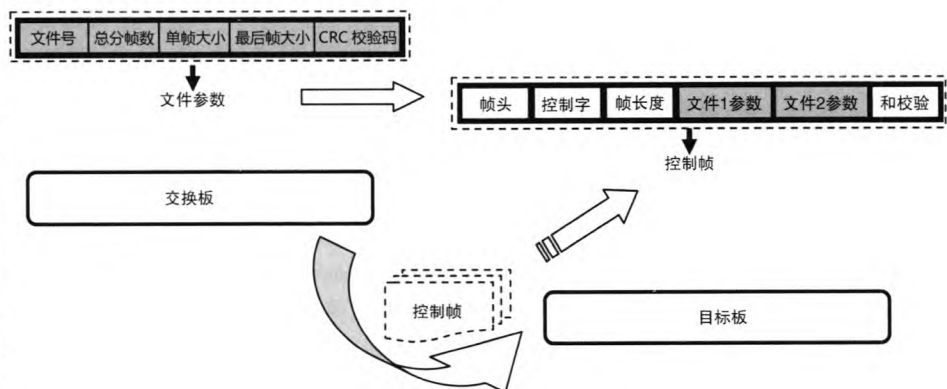 文件号 总分帧数 单帧大小 最后帧大小 CRC 校验码
文件参数
帧头 控制字 帧长度 文件1参数 文件2参数 和校验
控制帧
交换板
控制帧
目标板